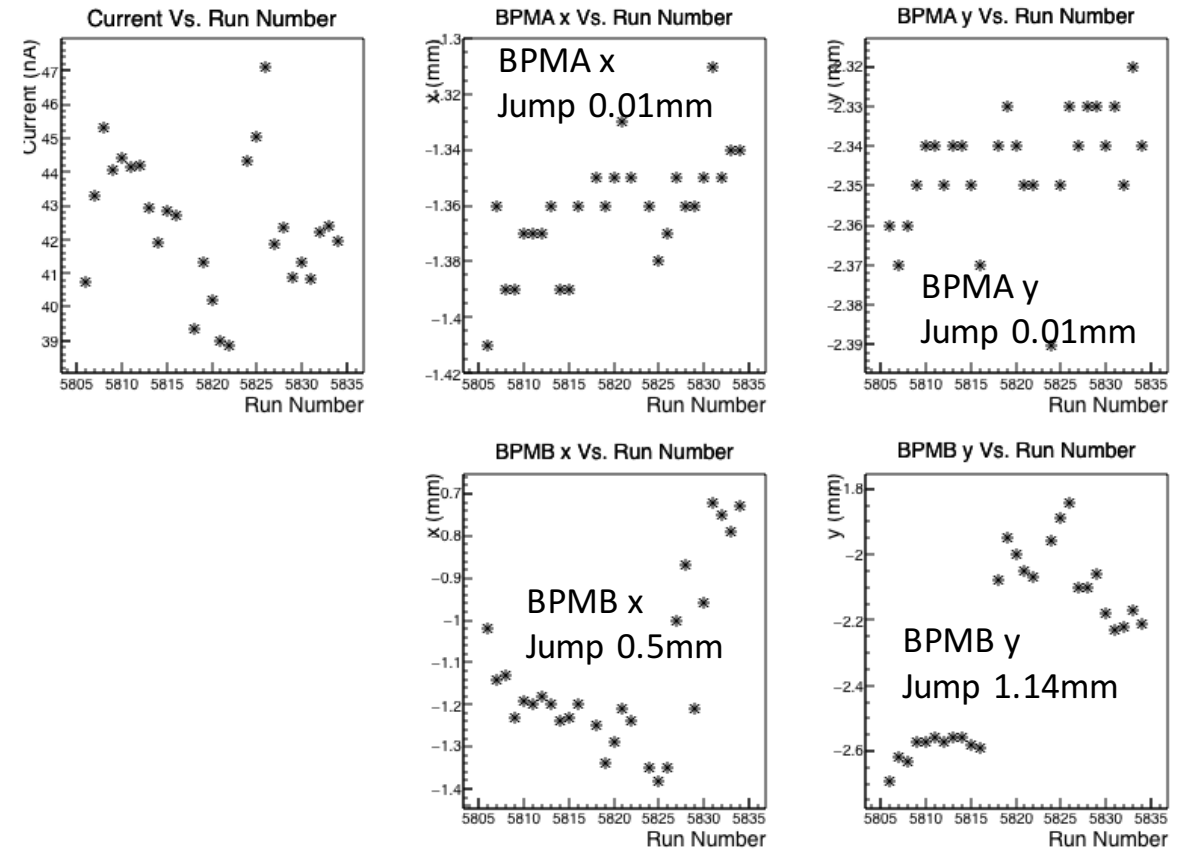 Current Vs. Run Number
Current (nA)
47
46
45
44
43
42
41
40
39
5805 5810 5815 5820 5825 5830 5835
Run Number
BPMA x Vs. Run Number
x (mm)
BPMA x
Jump 0.01mm
−1.3
−1.32
−1.34
−1.36
−1.38
−1.4
−1.42
5805 5810 5815 5820 5825 5830 5835
Run Number
BPMA y Vs. Run Number
y (mm)
−2.32
−2.33
−2.34
−2.35
−2.36
−2.37
−2.38
−2.39
BPMA y
Jump 0.01mm
5805 5810 5815 5820 5825 5830 5835
Run Number
BPMB x Vs. Run Number
x (mm)
−0.7
−0.8
−0.9
−1
−1.1
−1.2
−1.3
−1.4
BPMB x
Jump 0.5mm
5805 5810 5815 5820 5825 5830 5835
Run Number
BPMB y Vs. Run Number
y (mm)
−1.8
−2
−2.2
−2.4
−2.6
BPMB y
Jump 1.14mm
5805 5810 5815 5820 5825 5830 5835
Run Number